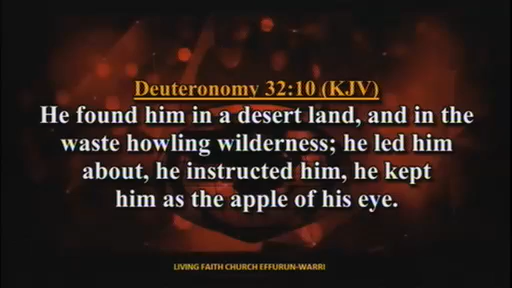 Deuteronomy 32:10 (KJV)
He found him in a desert land, and in the
waste howling wilderness; he led him
about, he instructed him, he kept
him as the apple of his eye.
LIVING FAITH CHURCH EFFURUN-WARRI